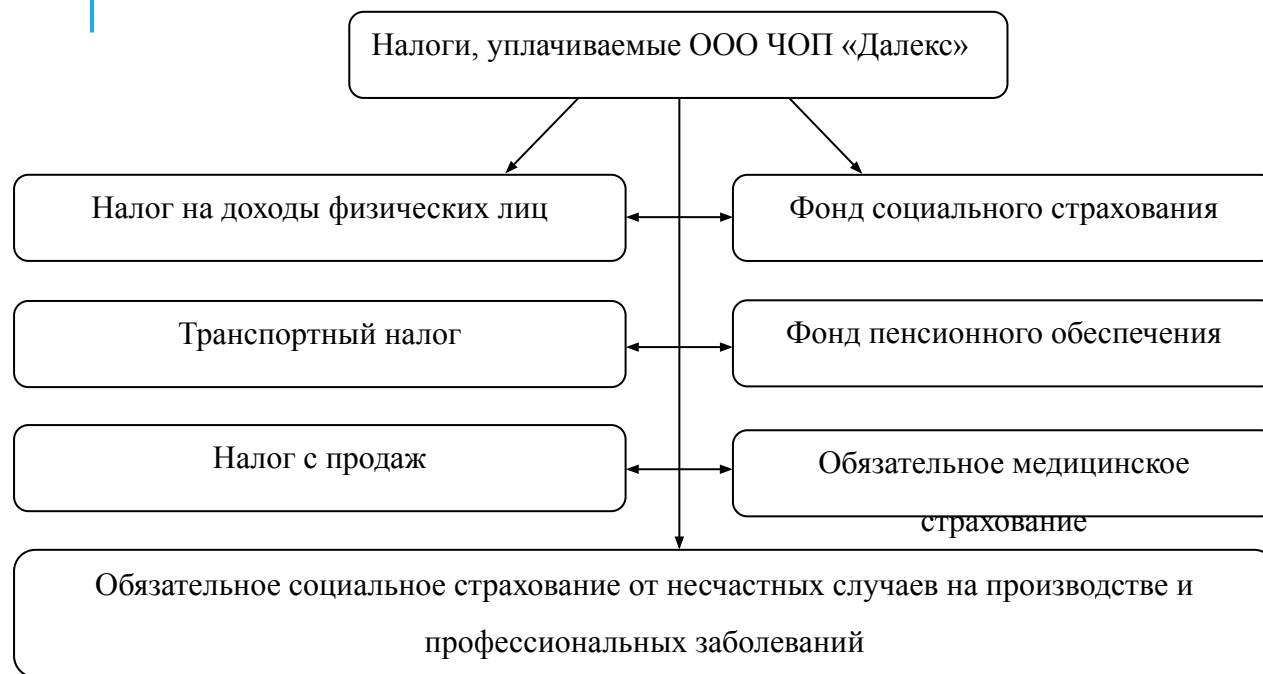 Налоги, уплачиваемые ООО ЧОП «Далекс»
Налог на доходы физических лиц
Фонд социального страхования
Транспортный налог
Фонд пенсионного обеспечения
Налог с продаж
Обязательное медицинское
страхование
Обязательное социальное страхование от несчастных случаев на производстве и
профессиональных заболеваний